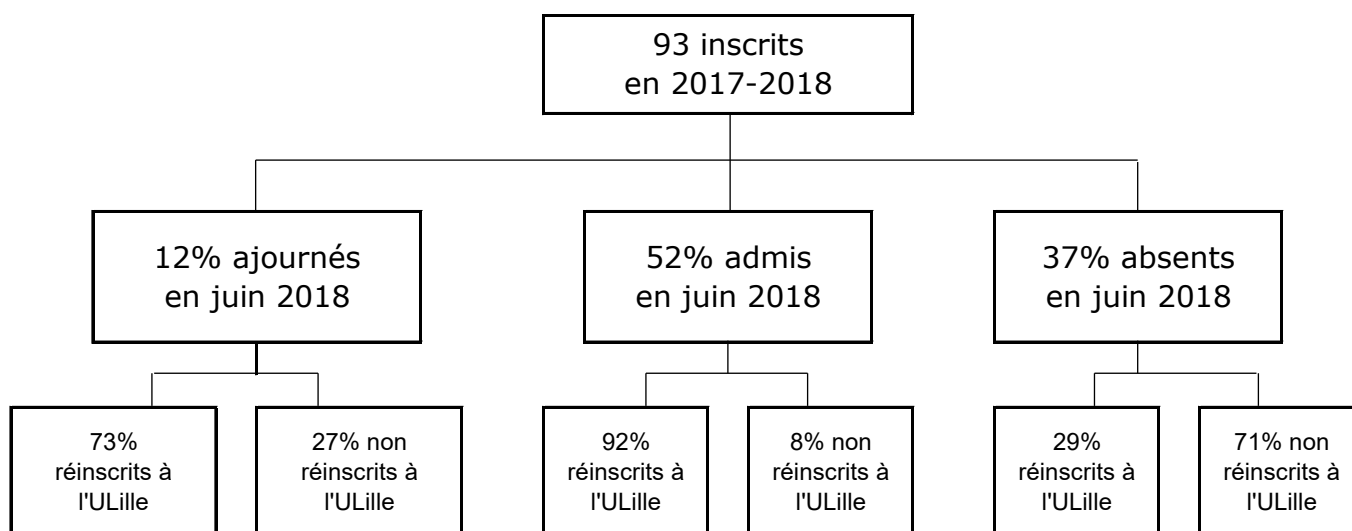 93 inscrits
en 2017-2018
12% ajournés
en juin 2018
52% admis
en juin 2018
37% absents
en juin 2018
73%
réinscrits à
l'ULille
27% non
réinscrits à
l'ULille
92%
réinscrits à
l'ULille
8% non
réinscrits à
l'ULille
29%
réinscrits à
l'ULille
71% non
réinscrits à
l'ULille